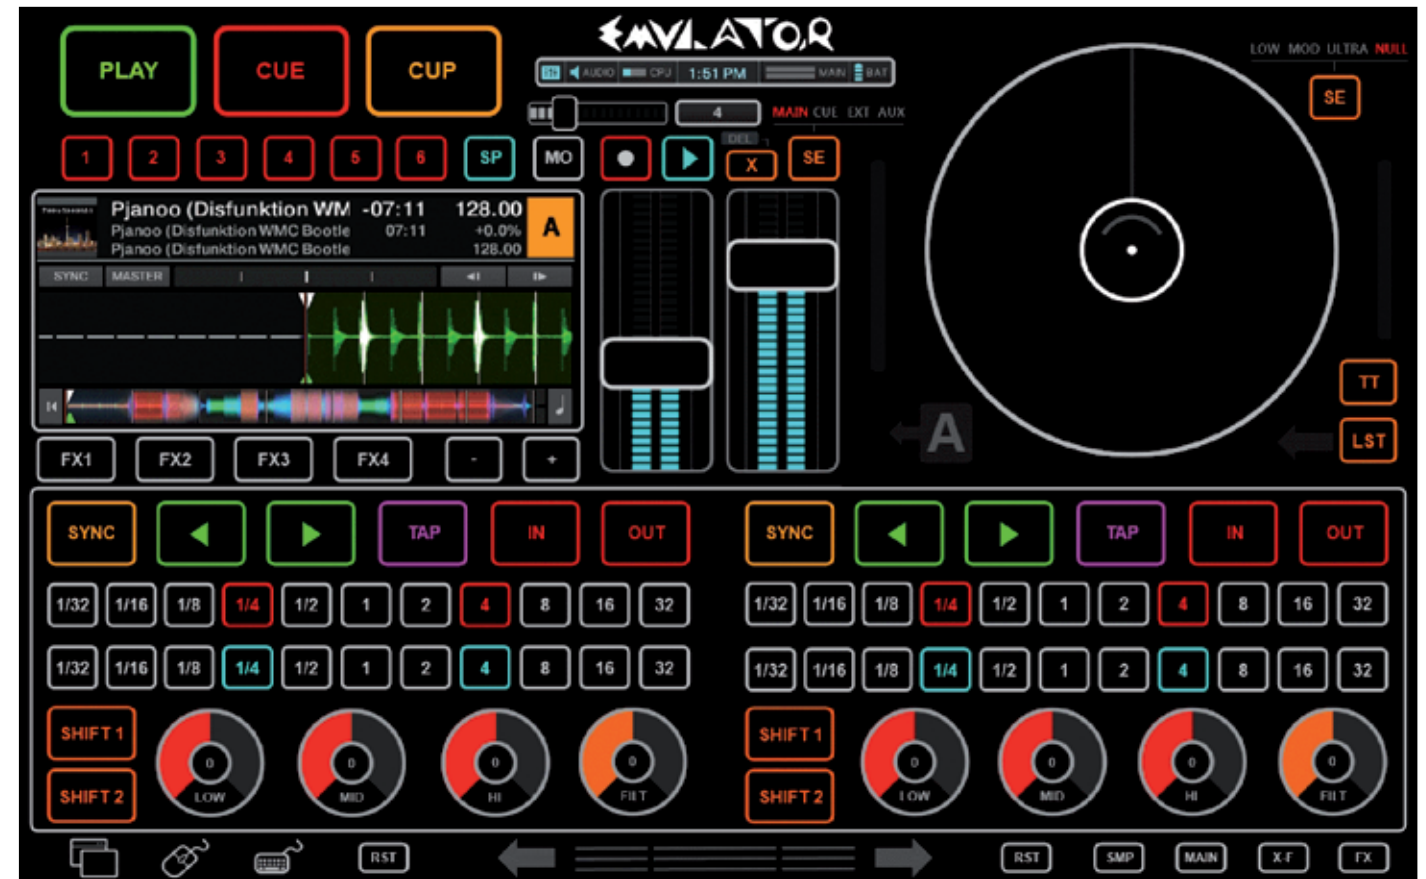 EMULATOR
PLAY CUE CUP
AUDIO CPU 1:51 PM MAIN BAT
LOW MOD ULTRA NULL
SE
4 MAIN CUE EXT AUX
DEL
1 2 3 4 5 6 SP MO X SE
Pjanoo (Disfunktion WM -07:11 128.00 A
Pjanoo (Disfunktion WMC Bootle 07:11 +0.0%
Pjanoo (Disfunktion WMC Bootle 128.00
SYNC MASTER
TT
A
LST
FX1 FX2 FX3 FX4 - +
SYNC TAP IN OUT SYNC TAP IN OUT
1/32 1/16 1/8 1/4 1/2 1 2 4 8 16 32 1/32 1/16 1/8 1/4 1/2 1 2 4 8 16 32
1/32 1/16 1/8 1/4 1/2 1 2 4 8 16 32 1/32 1/16 1/8 1/4 1/2 1 2 4 8 16 32
SHIFT 1 SHIFT 1
0 0 0 0 0 0 0 0
SHIFT 2 LOW MID HI FILT SHIFT 2 LOW MID HI FILT
RST RST SMP MAIN X-F FX